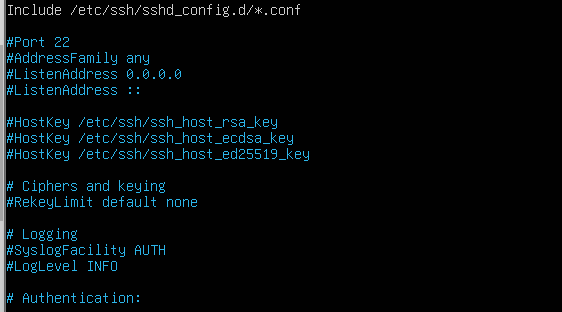 Include /etc/ssh/sshd_config.d/*.conf
#Port 22
#AddressFamily any
#ListenAddress 0.0.0.0
#ListenAddress ::
#HostKey /etc/ssh/ssh_host_rsa_key
#HostKey /etc/ssh/ssh_host_ecdsa_key
#HostKey /etc/ssh/ssh_host_ed25519_key
# Ciphers and keying
#RekeyLimit default none
# Logging
#SyslogFacility AUTH
#LogLevel INFO
# Authentication: